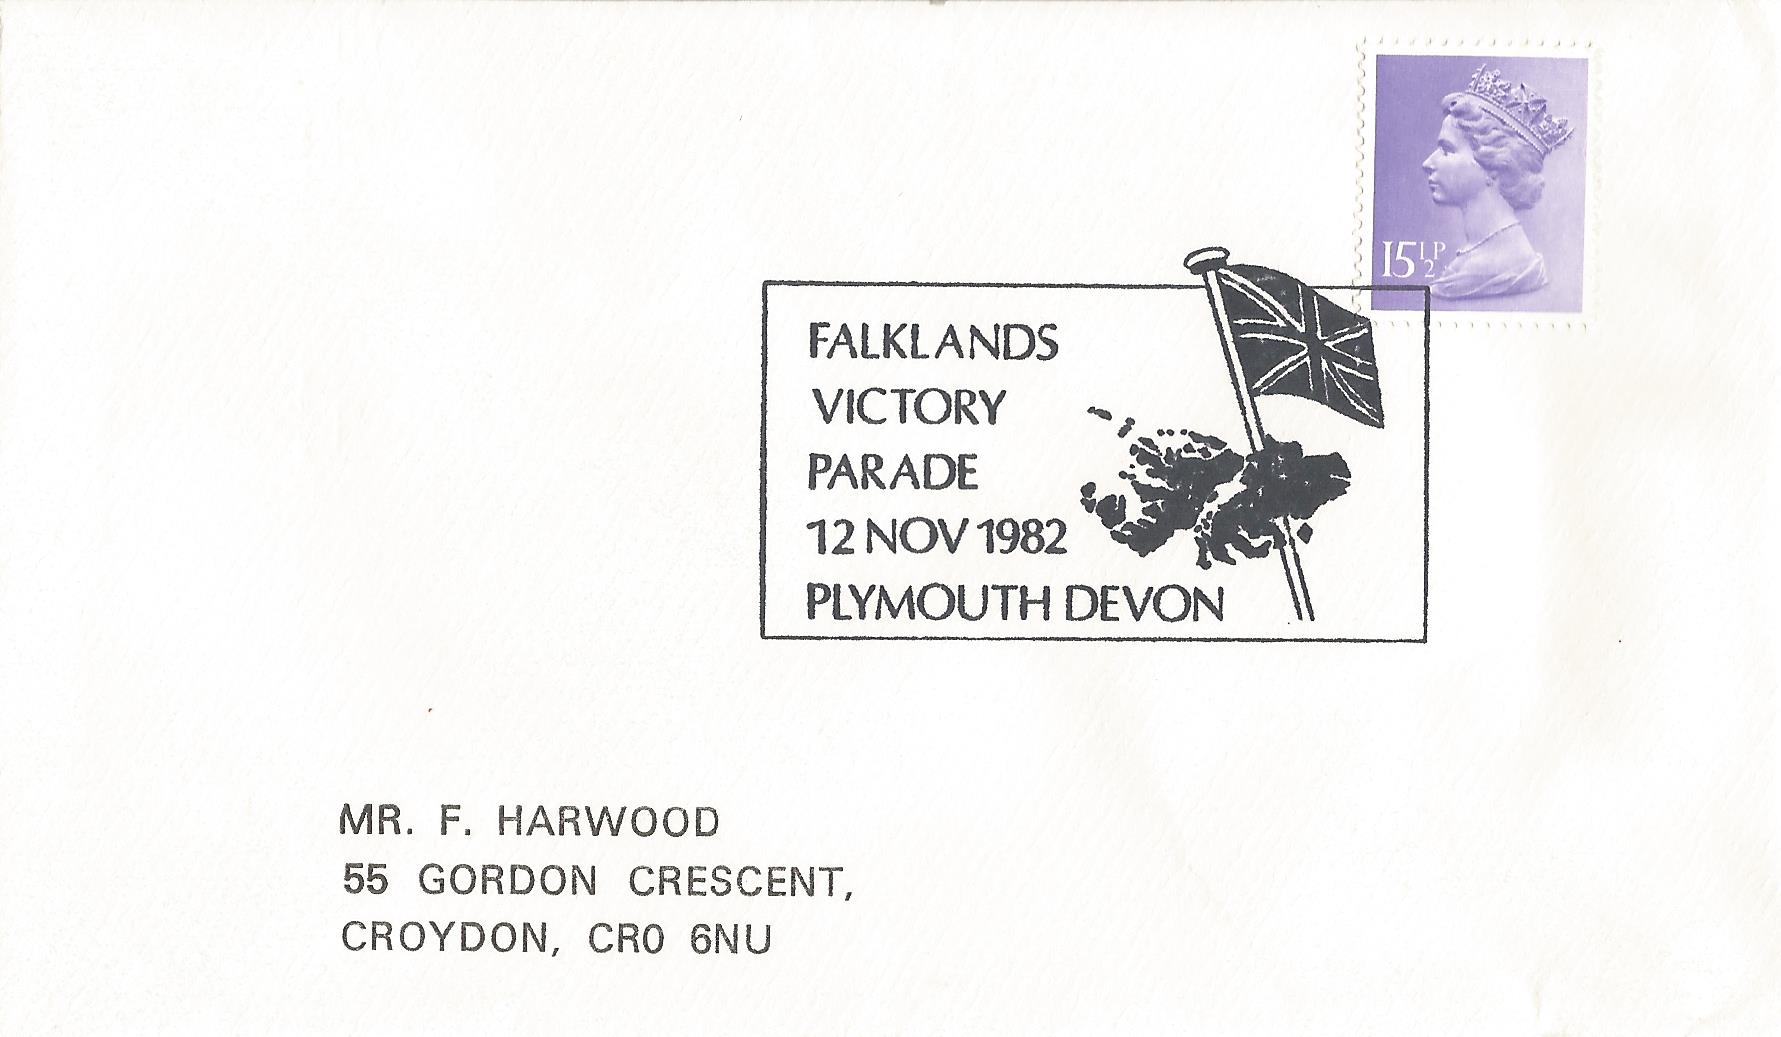 15½P
FALKLANDS
VICTORY
PARADE
12 NOV 1982
PLYMOUTH DEVON
MR. F. HARWOOD
55 GORDON CRESCENT,
CROYDON, CR0 6NU